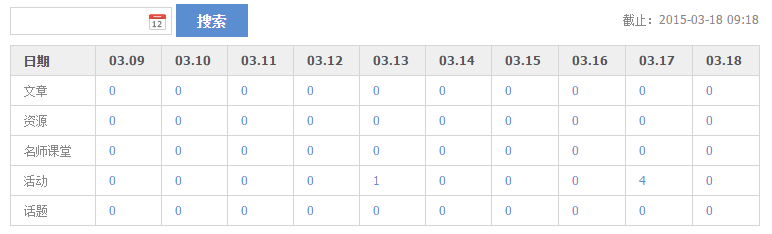 12 搜索 截止：2015-03-18 09:18
日期 03.09 03.10 03.11 03.12 03.13 03.14 03.15 03.16 03.17 03.18
文章 0 0 0 0 0 0 0 0 0 0
资源 0 0 0 0 0 0 0 0 0 0
名师课堂 0 0 0 0 0 0 0 0 0 0
活动 0 0 0 0 1 0 0 0 4 0
话题 0 0 0 0 0 0 0 0 0 0